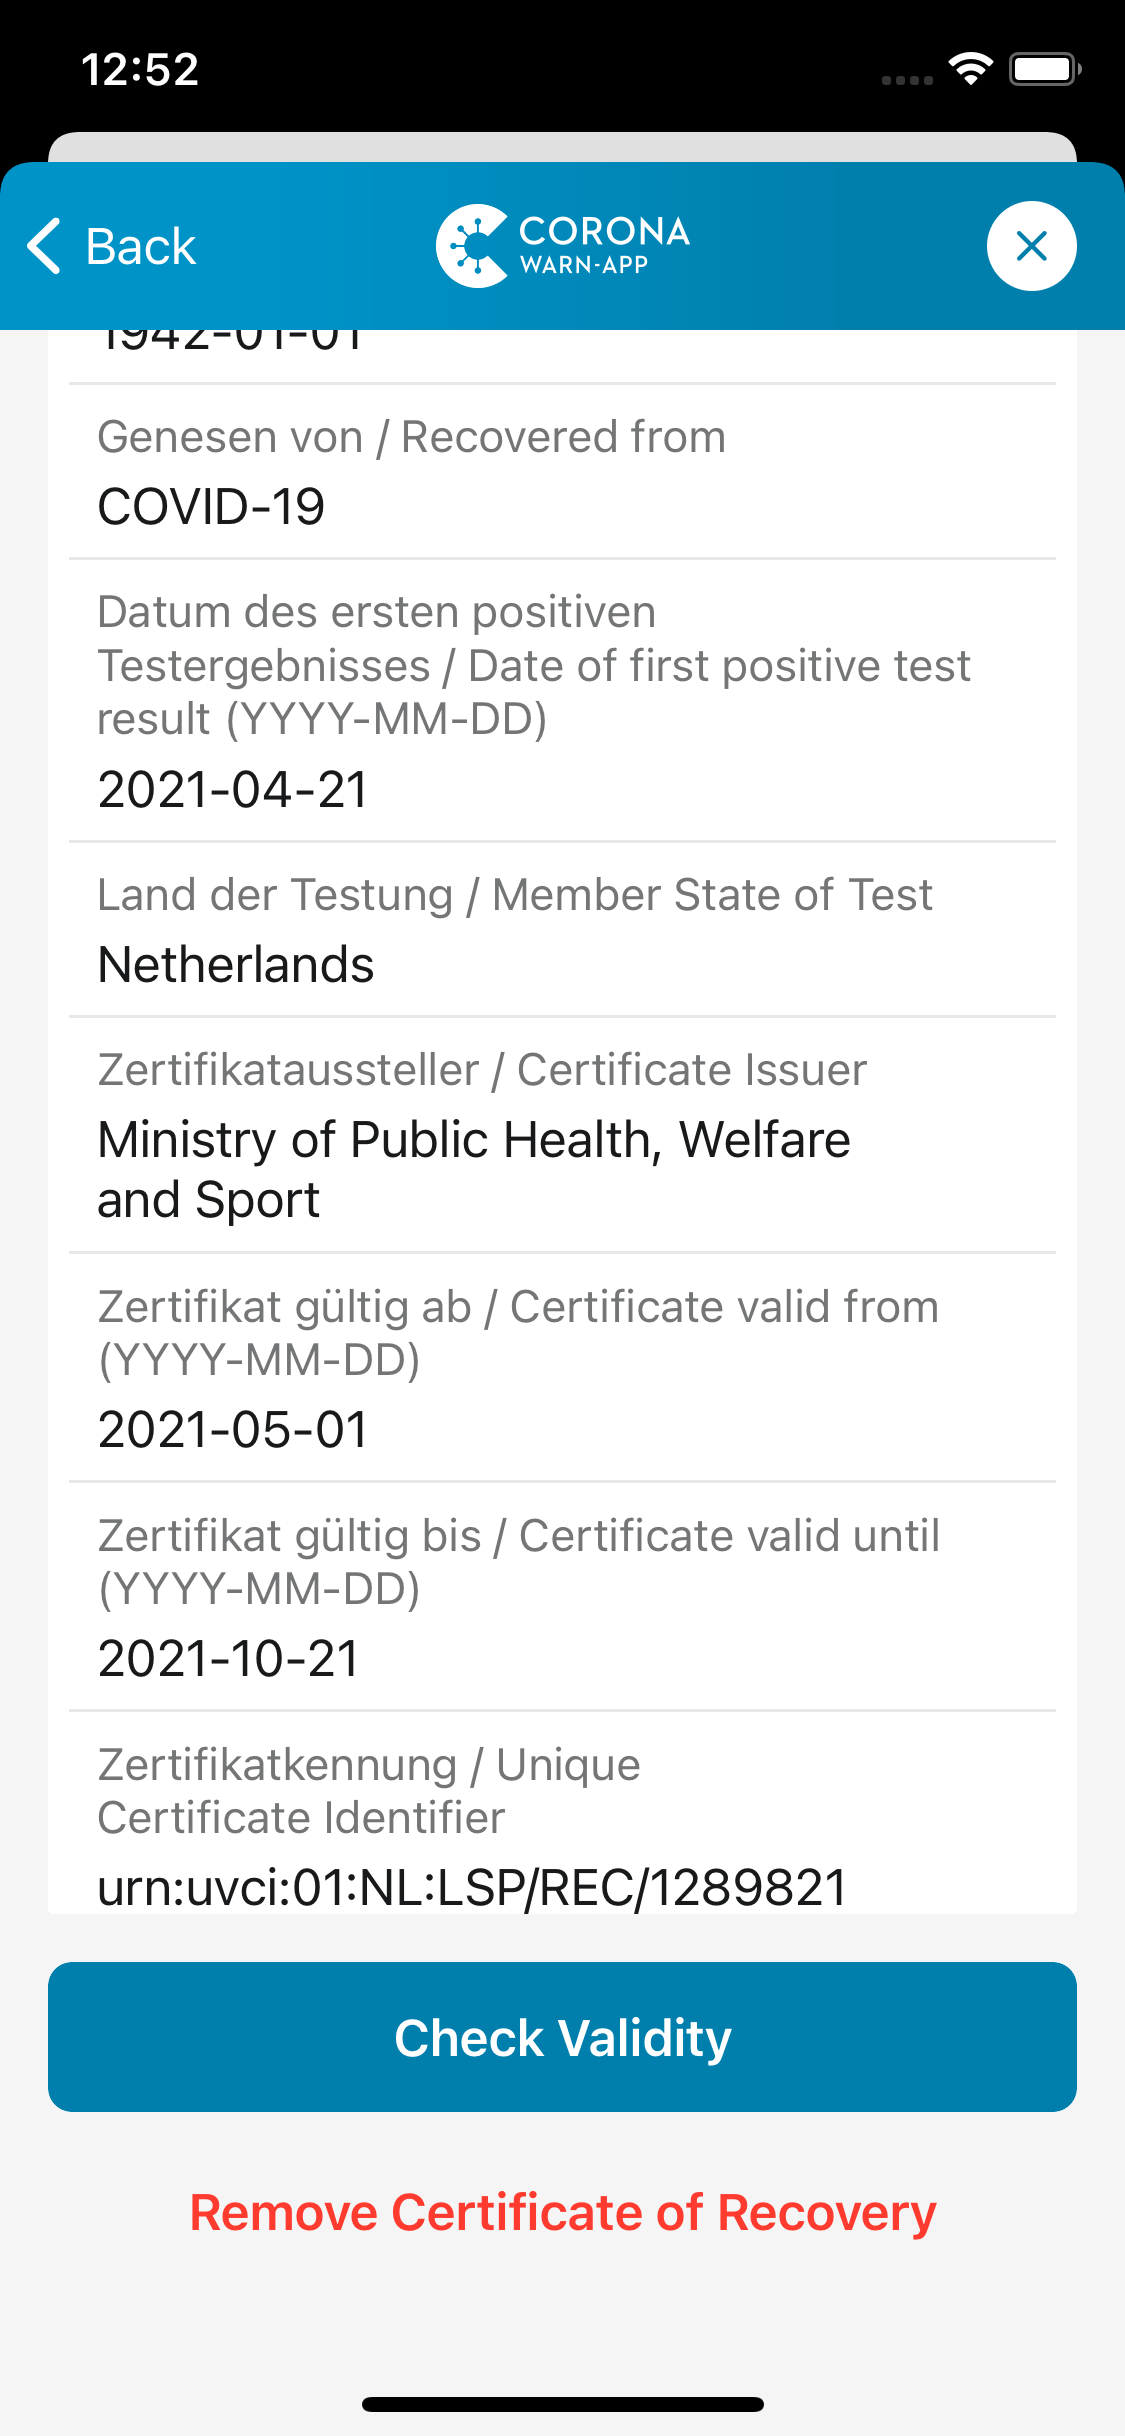 12:52
Back
CORONA
WARN-APP
1942-01-01
Genesen von / Recovered from
COVID-19
Datum des ersten positiven
Testergebnisses / Date of first positive test
result (YYYY-MM-DD)
2021-04-21
Land der Testung / Member State of Test
Netherlands
Zertifikataussteller / Certificate Issuer
Ministry of Public Health, Welfare
and Sport
Zertifikat gültig ab / Certificate valid from
(YYYY-MM-DD)
2021-05-01
Zertifikat gültig bis / Certificate valid until
(YYYY-MM-DD)
2021-10-21
Zertifikatkennung / Unique
Certificate Identifier
urn:uvci:01:NL:LSP/REC/1289821
Check Validity
Remove Certificate of Recovery